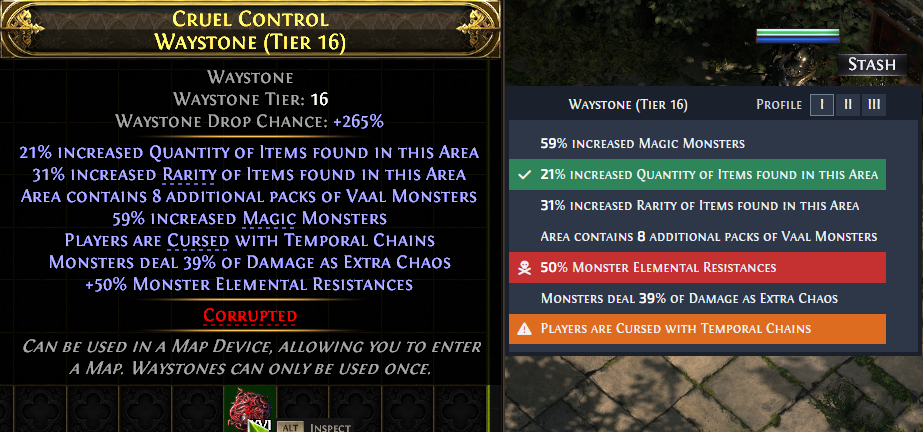 Cruel Control
Waystone (Tier 16)
Waystone
Waystone Tier: 16
Waystone Drop Chance: +265%
21% increased Quantity of Items found in this Area
31% increased Rarity of Items found in this Area
Area contains 8 additional packs of Vaal Monsters
59% increased Magic Monsters
Players are Cursed with Temporal Chains
Monsters deal 39% of Damage as Extra Chaos
+50% Monster Elemental Resistances
Corrupted
Can be used in a Map Device, allowing you to enter
a Map. Waystones can only be used once.
XVI
ALT Inspect
Stash
Waystone (Tier 16) Profile I II III
59% increased Magic Monsters
21% increased Quantity of Items found in this Area
31% increased Rarity of Items found in this Area
Area contains 8 additional packs of Vaal Monsters
50% Monster Elemental Resistances
Monsters deal 39% of Damage as Extra Chaos
Players are Cursed with Temporal Chains